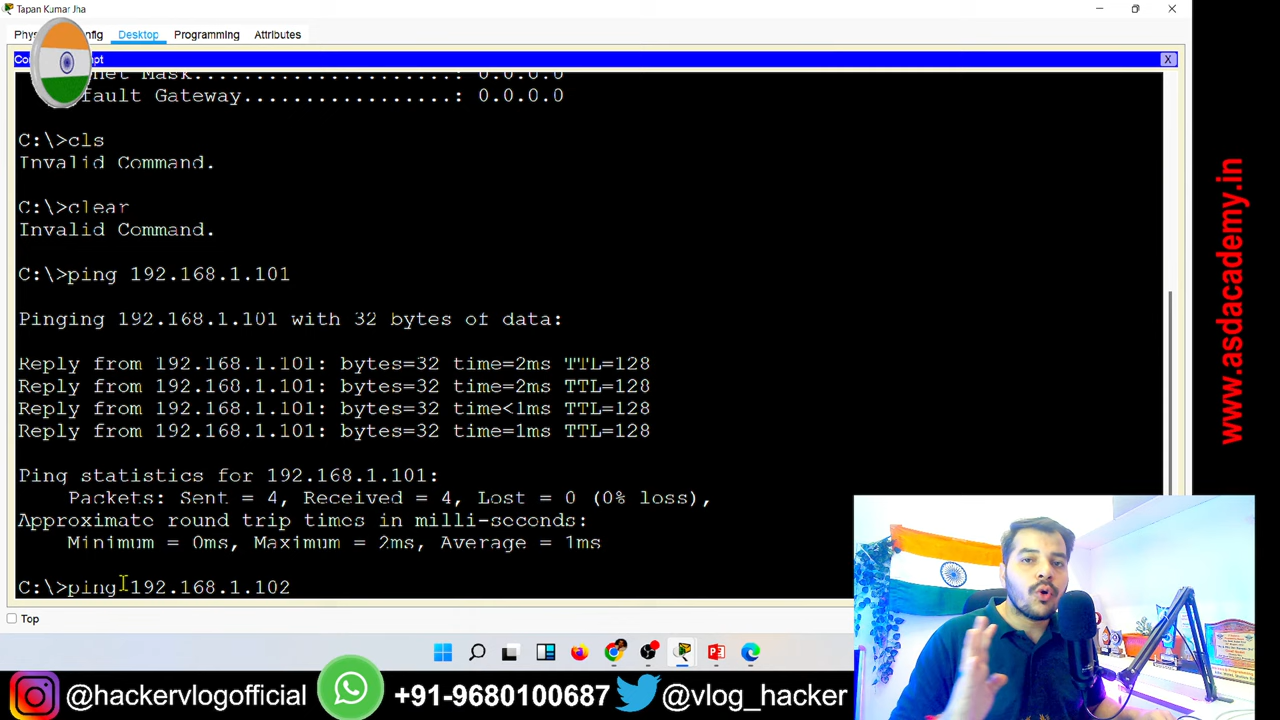 Tapan Kumar Jha
Desktop
Programming
Attributes
X
0.0.0.0
fault Gateway.................: 0.0.0.0
C:\>cls
Invalid Command.
C:\>clear
Invalid Command.
C:\>ping 192.168.1.101
Pinging 192.168.1.101 with 32 bytes of data:
Reply from 192.168.1.101: bytes=32 time=2ms TTL=128
Reply from 192.168.1.101: bytes=32 time=2ms TTL=128
Reply from 192.168.1.101: bytes=32 time<1ms TTL=128
Reply from 192.168.1.101: bytes=32 time=1ms TTL=128
Ping statistics for 192.168.1.101:
Packets: Sent = 4, Received = 4, Lost = 0 (0% loss),
Approximate round trip times in milli-seconds:
Minimum = 0ms, Maximum = 2ms, Average = 1ms
C:\>ping 192.168.1.102
Top
www.asdacademy.in
@hackervlogofficial
+91-9680100687
@vlog_hacker